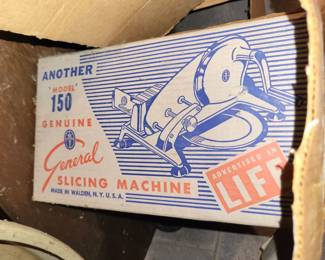 ANOTHER
"MODEL"
150
GENUINE
General
SLICING MACHINE
MADE IN WALDEN, N.Y. U.S.A.
ADVERTISED IN
LIFE